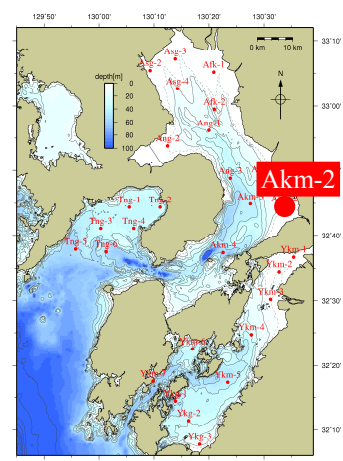 129°50' 130°00' 130°10' 130°20' 130°30'
33°10'
33°00'
32°40'
32°30'
32°20'
32°10'
0 km 10 km
N
depth[m]
0
20
40
60
80
100
Asg-3
Asg-2
Afk-1
Asg-4
Afk-2
Ang-1
Ang-2
Ang-3
Akm-2
Tng-1
Tng-2
Tng-3
Tng-4
Tng-5
Tng-6
Akm-4
Ykm-1
Ykm-2
Ykm-3
Ykm-4
Ykm-5
Ykg-2
Ykg-3